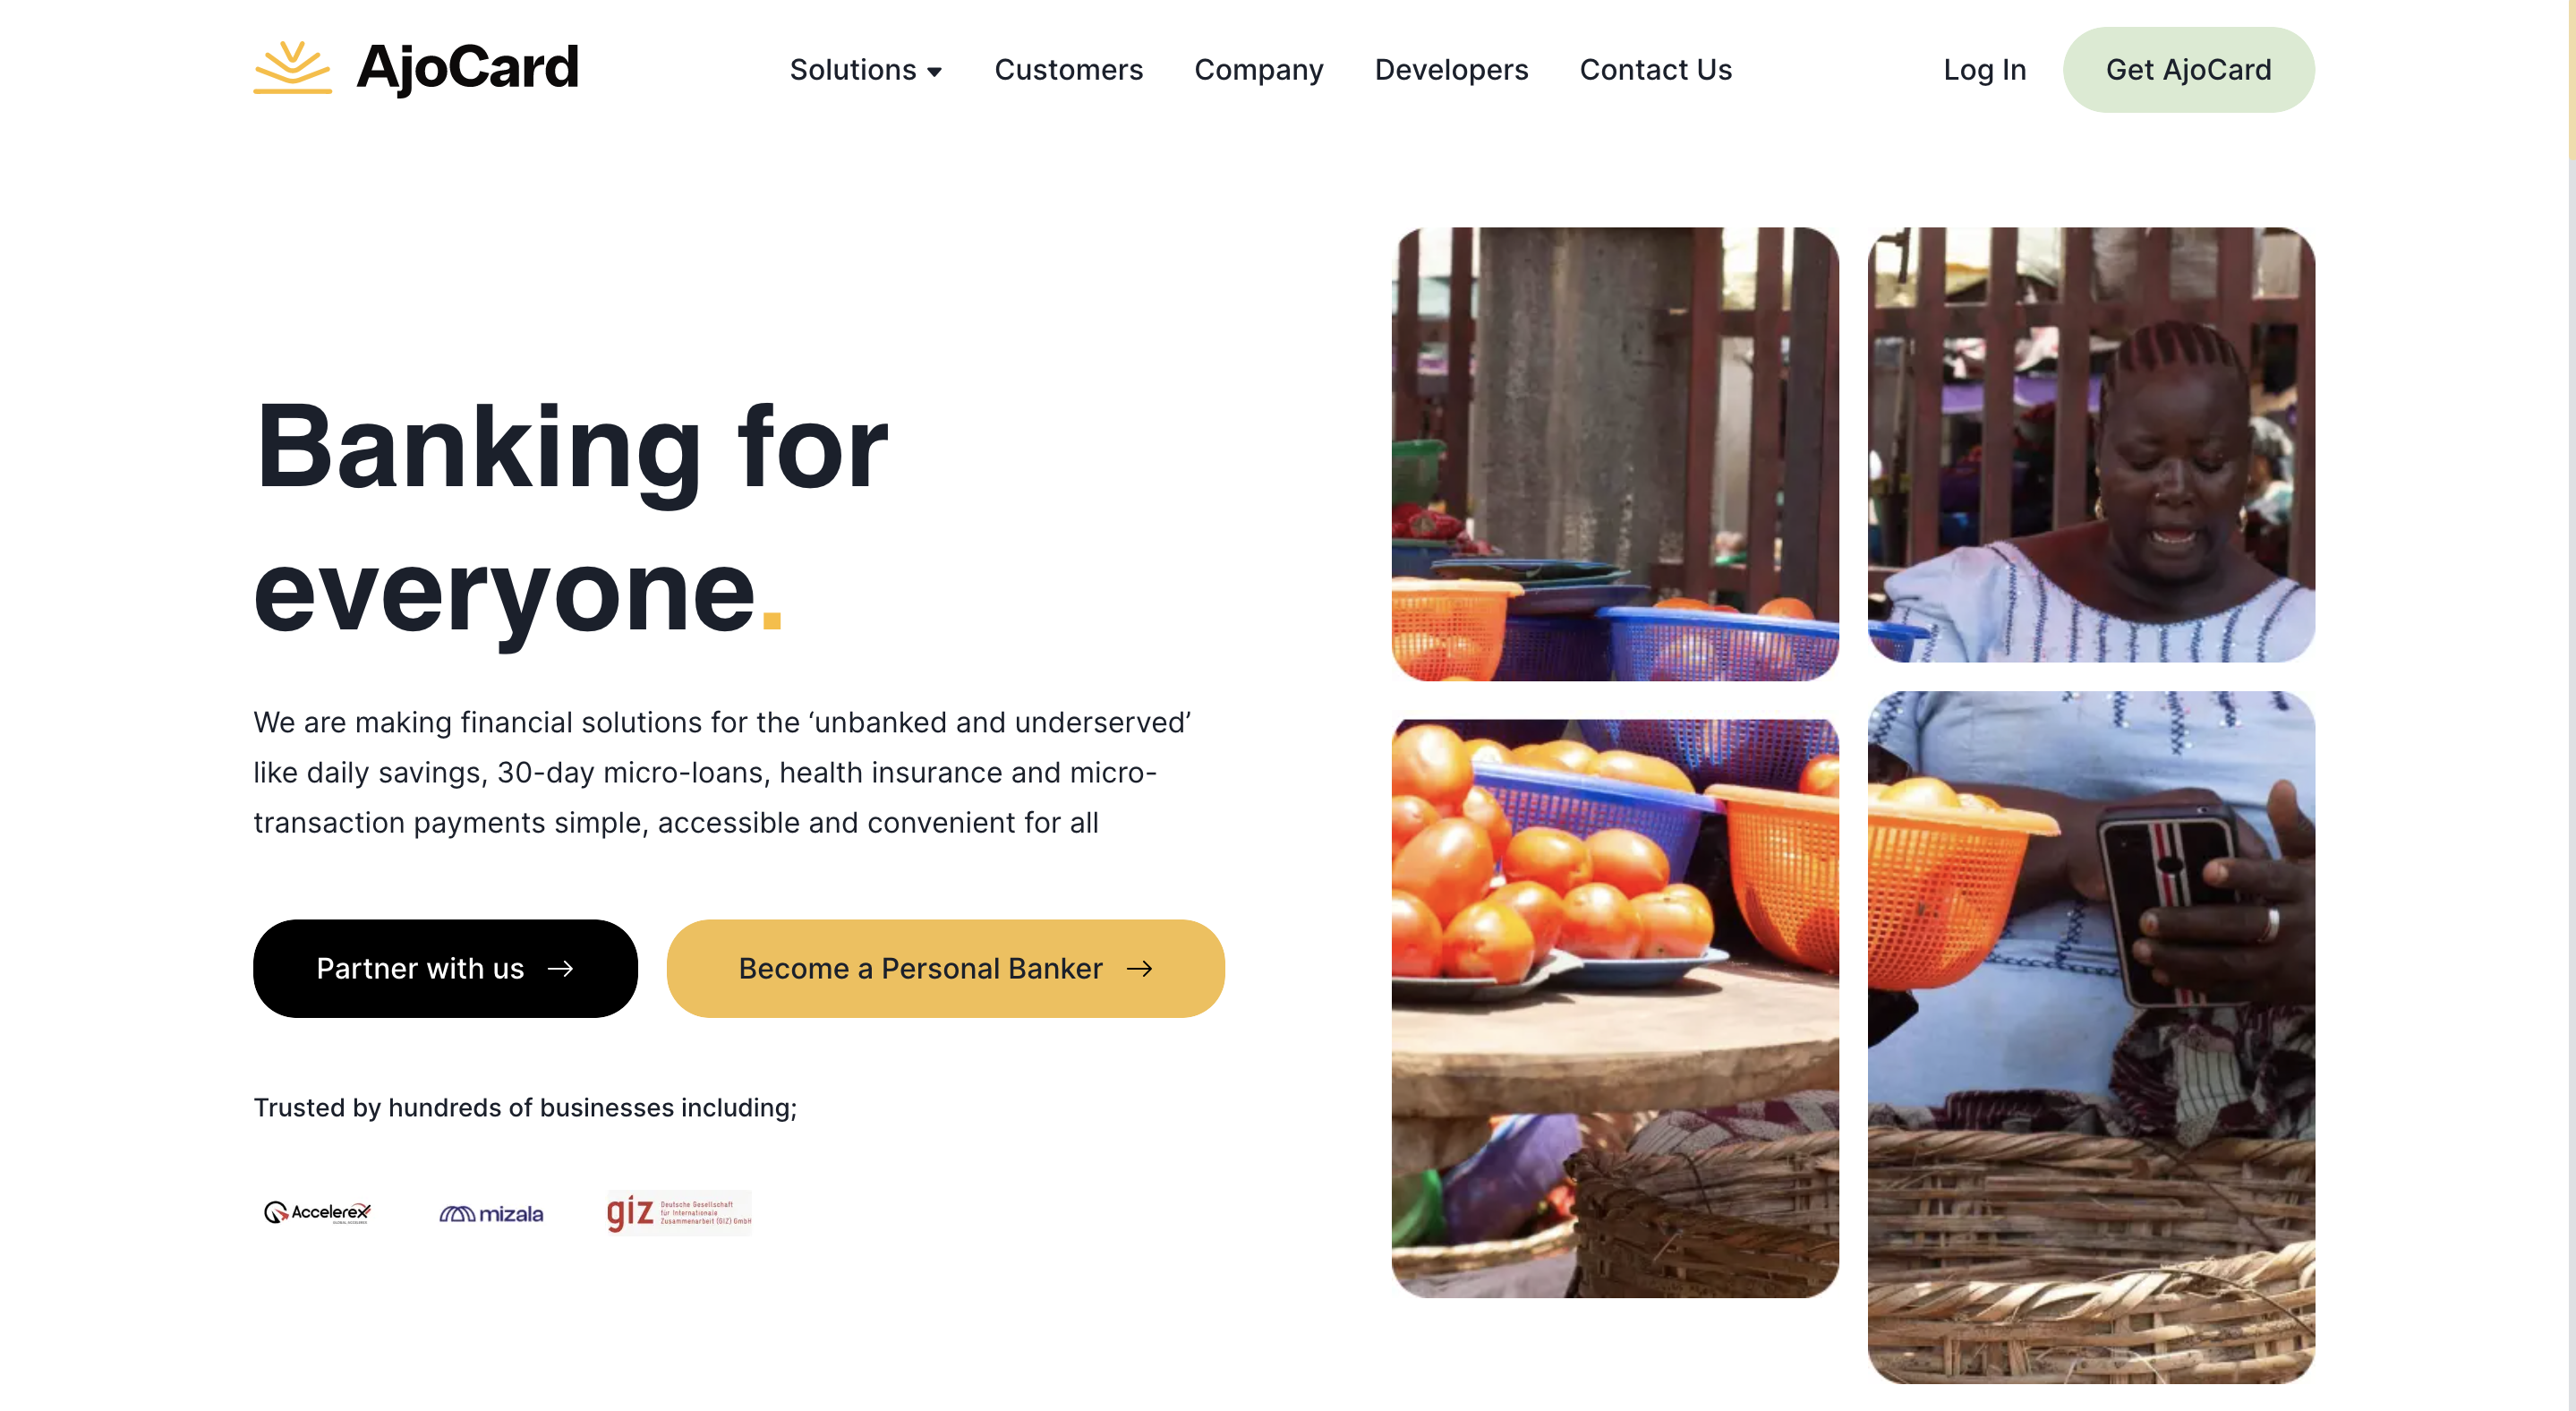 AjoCard
Solutions
Customers
Company
Developers
Contact Us
Log In
Get AjoCard
Banking for
everyone.
We are making financial solutions for the ‘unbanked and underserved’
like daily savings, 30-day micro-loans, health insurance and micro-
transaction payments simple, accessible and convenient for all
Partner with us →
Become a Personal Banker →
Trusted by hundreds of businesses including;
Accelerex
GLOBAL ACCELEREX
mizala
giz
Deutsche Gesellschaft
für Internationale
Zusammenarbeit (GIZ) GmbH